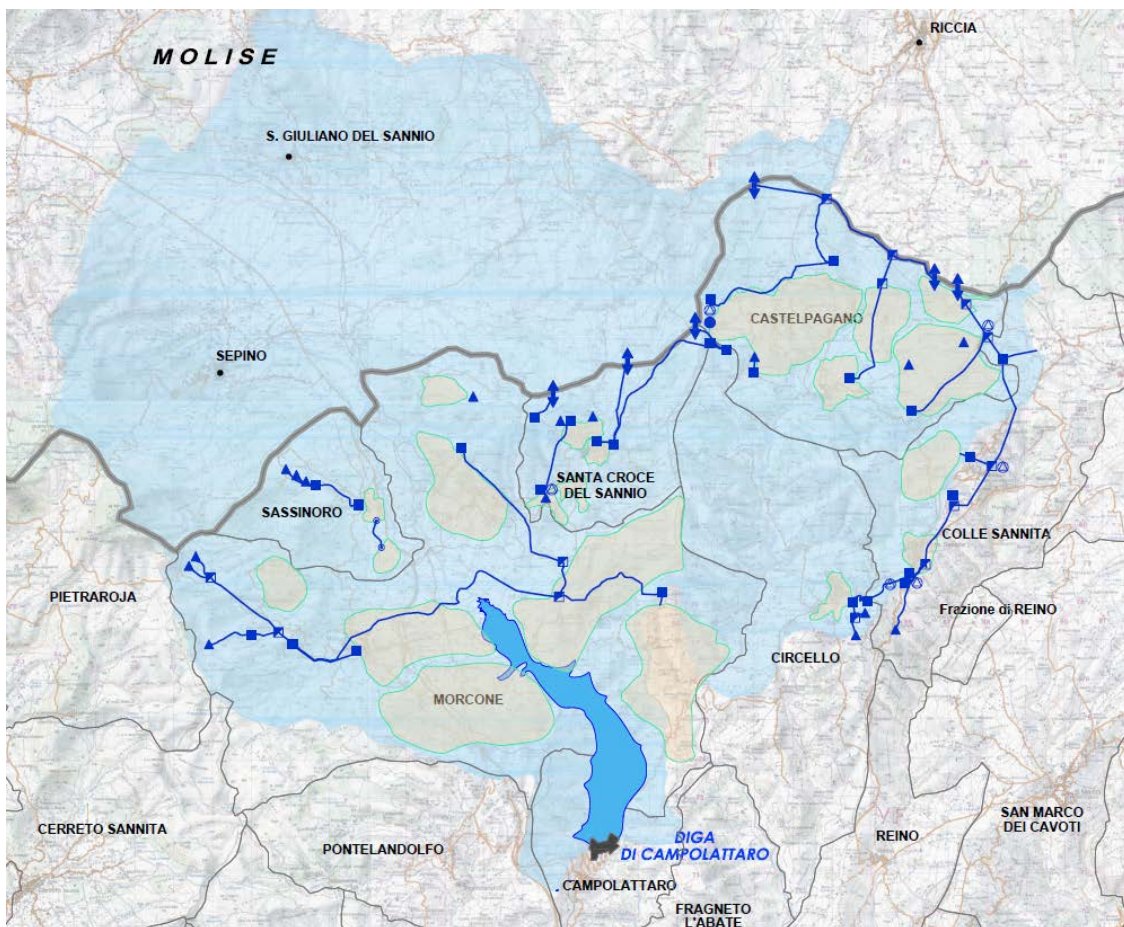 RICCIA
MOLISE
S. GIULIANO DEL SANNIO
CASTELPAGANO
SEPINO
SANTA CROCE
DEL SANNIO
SASSINORO
COLLE SANNITA
PIETRAROJA
Frazione di REINO
CIRCELLO
MORCONE
SAN MARCO
DEI CAVOTI
CERRETO SANNITA
REINO
DIGA
DI CAMPOLATTARO
PONTELANDOLFO
CAMPOLATTARO
FRAGNETO
L'ABATE